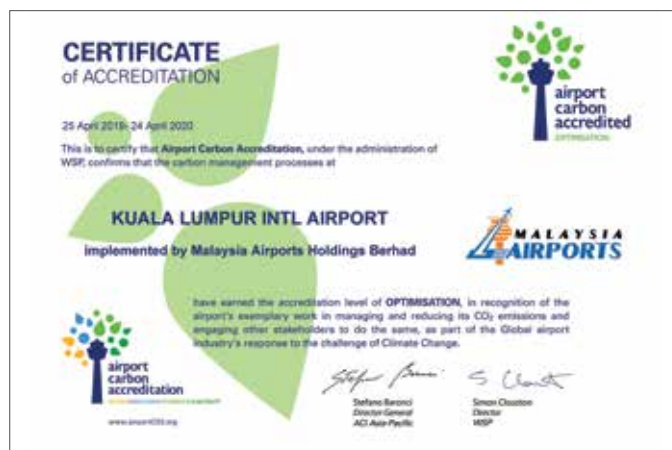 CERTIFICATE
of ACCREDITATION
airport
carbon
accredited
OPTIMISATION
25 April 2019- 24 April 2020
This is to certify that Airport Carbon Accreditation, under the administration of
WSP, confirms that the carbon management processes at
KUALA LUMPUR INTL AIRPORT
implemented by Malaysia Airports Holdings Berhad
MALAYSIA
AIRPORTS
have earned the accreditation level of OPTIMISATION, in recognition of the
airport's exemplary work in managing and reducing its CO₂ emissions and
engaging other stakeholders to do the same, as part of the Global airport
industry's response to the challenge of Climate Change.
airport
carbon
accreditation
www.airportCO2.org
Stefano Baronci
Director General
ACI Asia-Pacific
Simon Clouston
Director
WSP